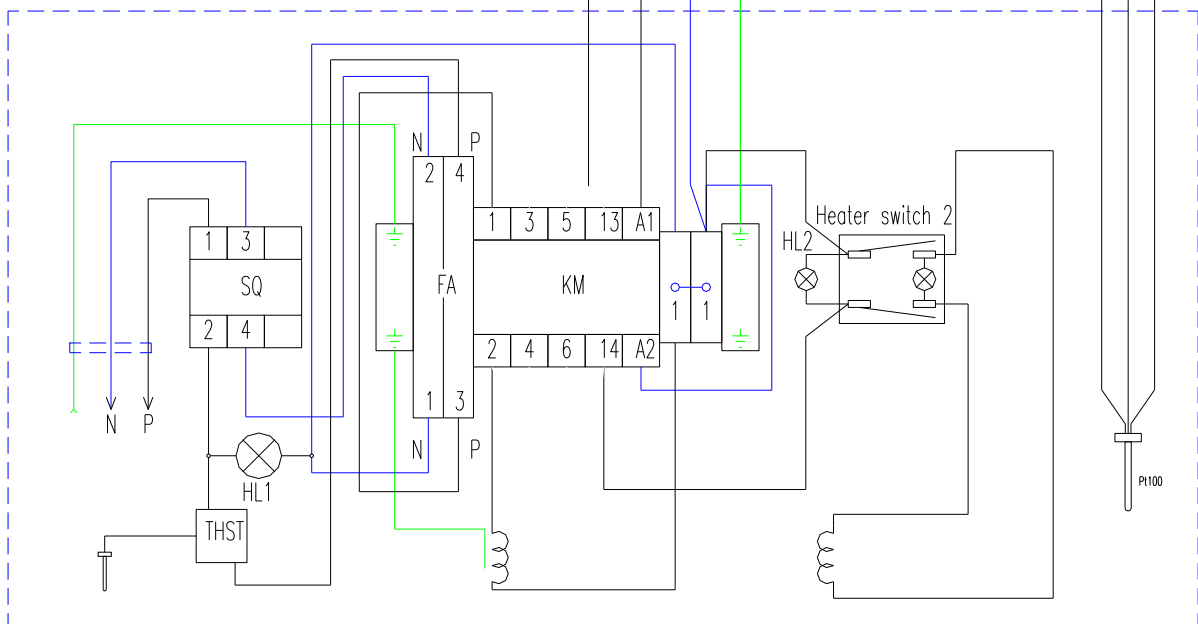 N P
2 4
1 3 5 13 A1
Heater switch 2
1 3
HL2
SQ
FA
KM
1 1
2 4
2 4 6 14 A2
1 3
N P
N P
HL1
Pt100
THST